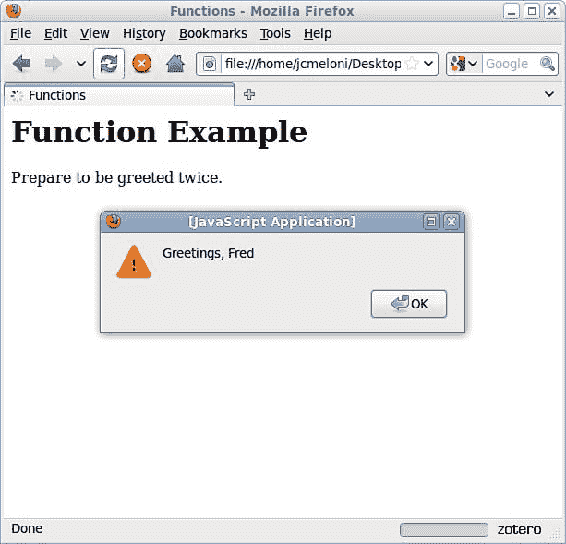 Functions - Mozilla Firefox
File Edit View History Bookmarks Tools Help
file:///home/jcmeloni/Desktop
Google
Functions
Function Example
Prepare to be greeted twice.
[JavaScript Application]
Greetings, Fred
OK
Done
zotero